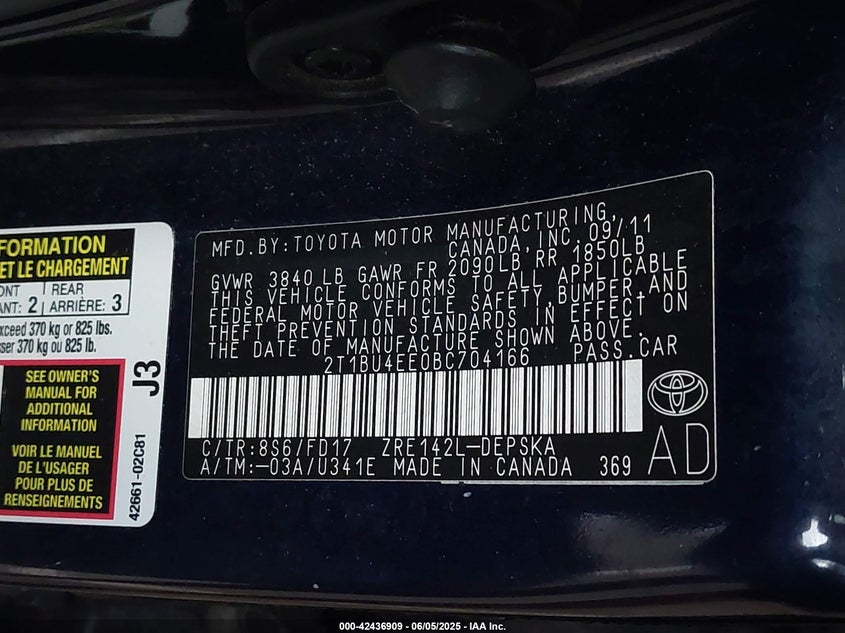 FORMATION
ET LE CHARGEMENT
ONT 2 REAR 3
ANT: ARRIÈRE:
xceed 370 kg or 825 lbs.
sser 370 kg ou 825 lb.
SEE OWNER'S
MANUAL FOR
ADDITIONAL
INFORMATION
VOIR LE MANUEL
DE L'USAGER
POUR PLUS DE
RENSEIGNEMENTS
J3
42661-02C81
MFD.BY:TOYOTA MOTOR MANUFACTURING,
CANADA,INC. 09/11
GVWR 3840 LB GAWR FR 2090LB RR 1850LB
THIS VEHICLE CONFORMS TO ALL APPLICABLE
FEDERAL MOTOR VEHICLE SAFETY,BUMPER,AND
THEFT PREVENTION STANDARDS IN EFFECT ON
THE DATE OF MANUFACTURE SHOWN ABOVE.
2T1BU4EE0BC704166 PASS.CAR
C/TR:8S6/FD17 ZRE142L-DEPSKA
A/TM:-03A/U341E MADE IN CANADA 369
AD
000-42436909 - 06/05/2025 - IAA Inc.